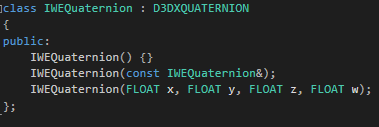 class IWEQuaternion : D3DXQUATERNION
{
public:
    IWEQuaternion() {}
    IWEQuaternion(const IWEQuaternion&);
    IWEQuaternion(FLOAT x, FLOAT y, FLOAT z, FLOAT w);
};